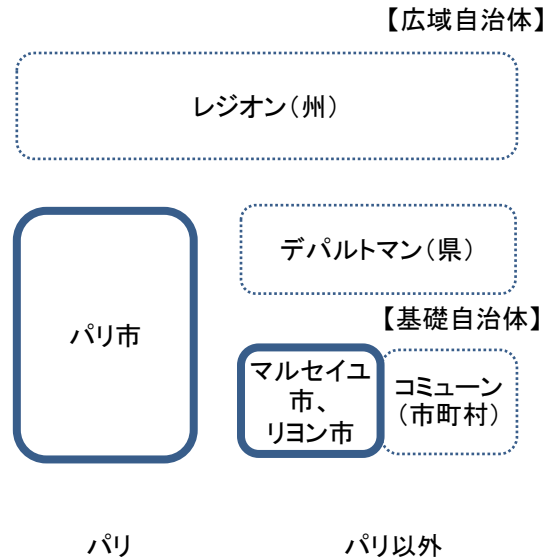 【広域自治体】
レジオン（州）
デパルトマン（県）
【基礎自治体】
パリ市
マルセイユ
市、
リヨン市
コミューン
（市町村）
パリ
パリ以外